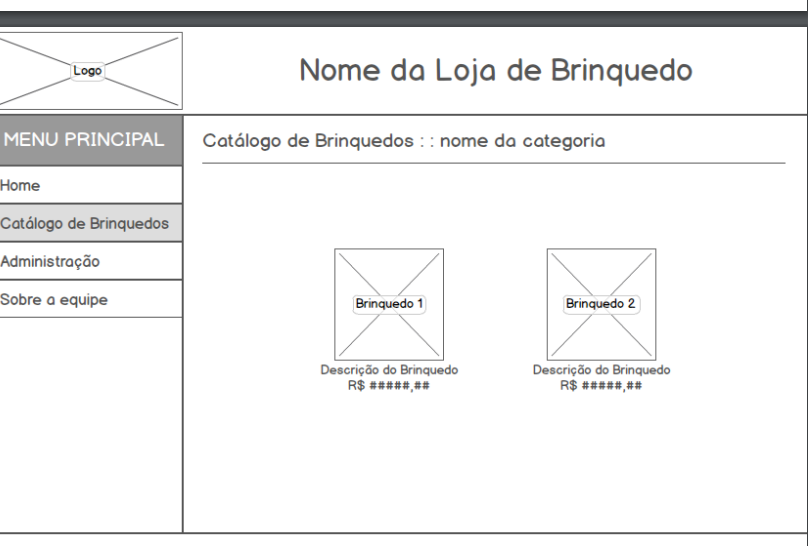 Logo
Nome da Loja de Brinquedo
MENU PRINCIPAL
Home
Catálogo de Brinquedos
Administração
Sobre a equipe
Catálogo de Brinquedos : : nome da categoria
Brinquedo 1
Descrição do Brinquedo
R$ #####,##
Brinquedo 2
Descrição do Brinquedo
R$ #####,##